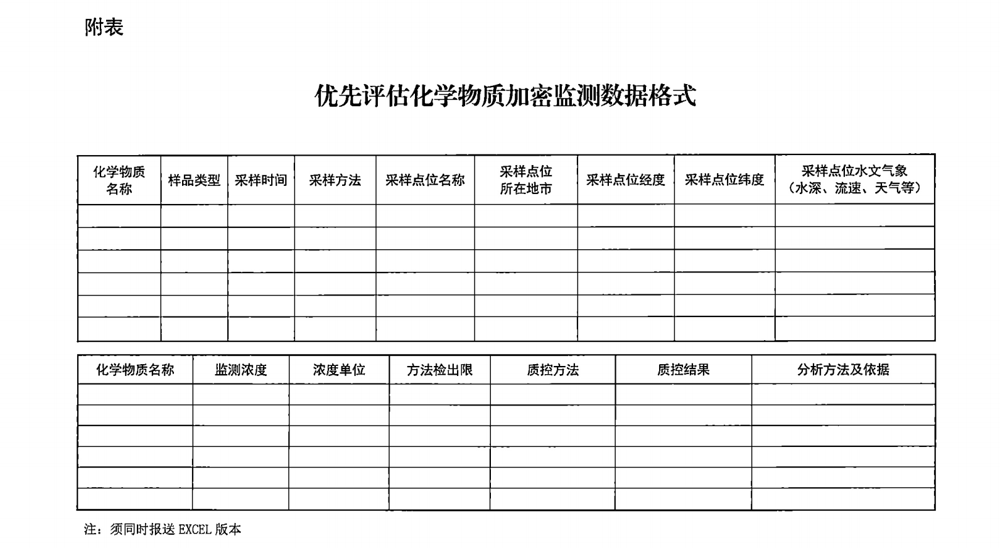 附表
优先评估化学物质加密监测数据格式
化学物质
名称
样品类型
采样时间
采样方法
采样点位名称
采样点位
所在地市
采样点位经度
采样点位纬度
采样点位水文气象
（水深、流速、天气等）
化学物质名称
监测浓度
浓度单位
方法检出限
质控方法
质控结果
分析方法及依据
注：须同时报送 EXCEL 版本